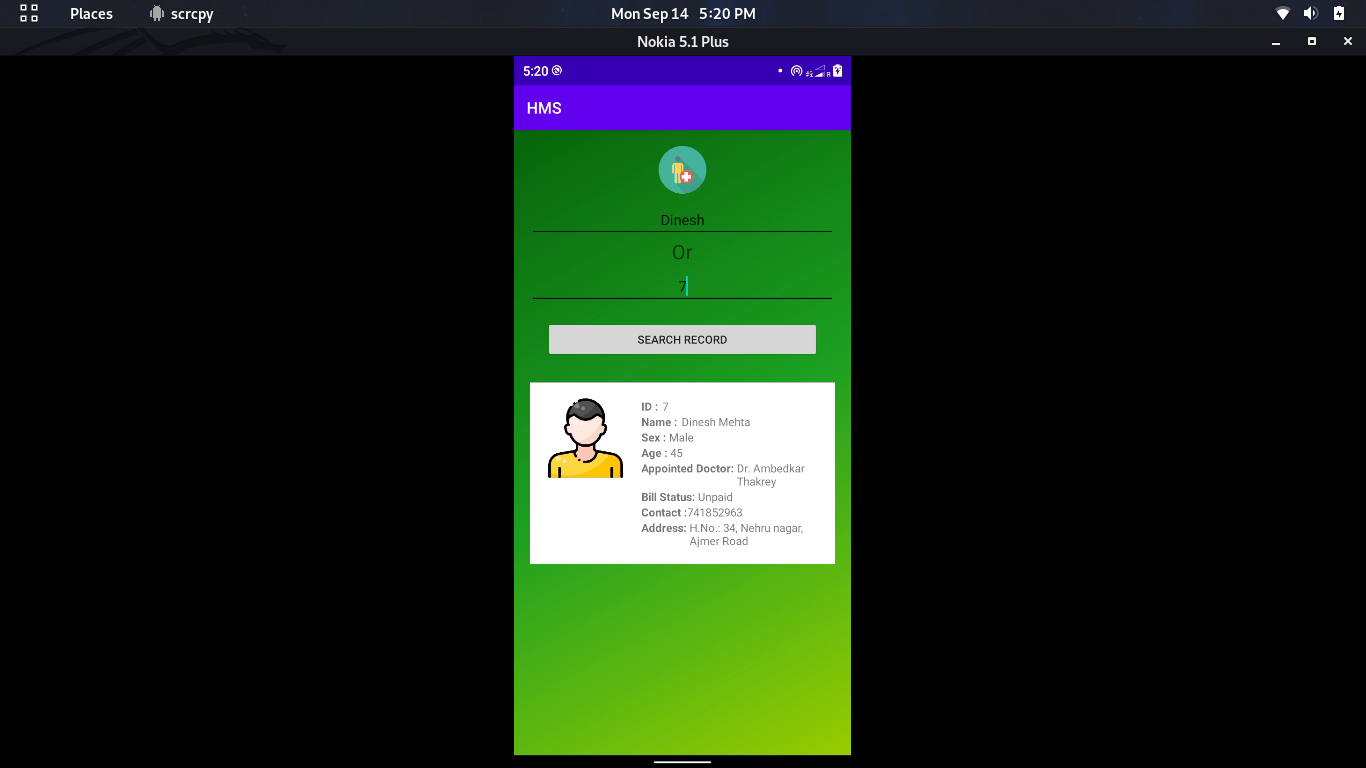 Places scrcpy Mon Sep 14 5:20 PM
Nokia 5.1 Plus
5:20
HMS
Dinesh
Or
7
SEARCH RECORD
ID : 7
Name : Dinesh Mehta
Sex : Male
Age : 45
Appointed Doctor: Dr. Ambedkar
Thakrey
Bill Status: Unpaid
Contact :741852963
Address: H.No.: 34, Nehru nagar,
Ajmer Road